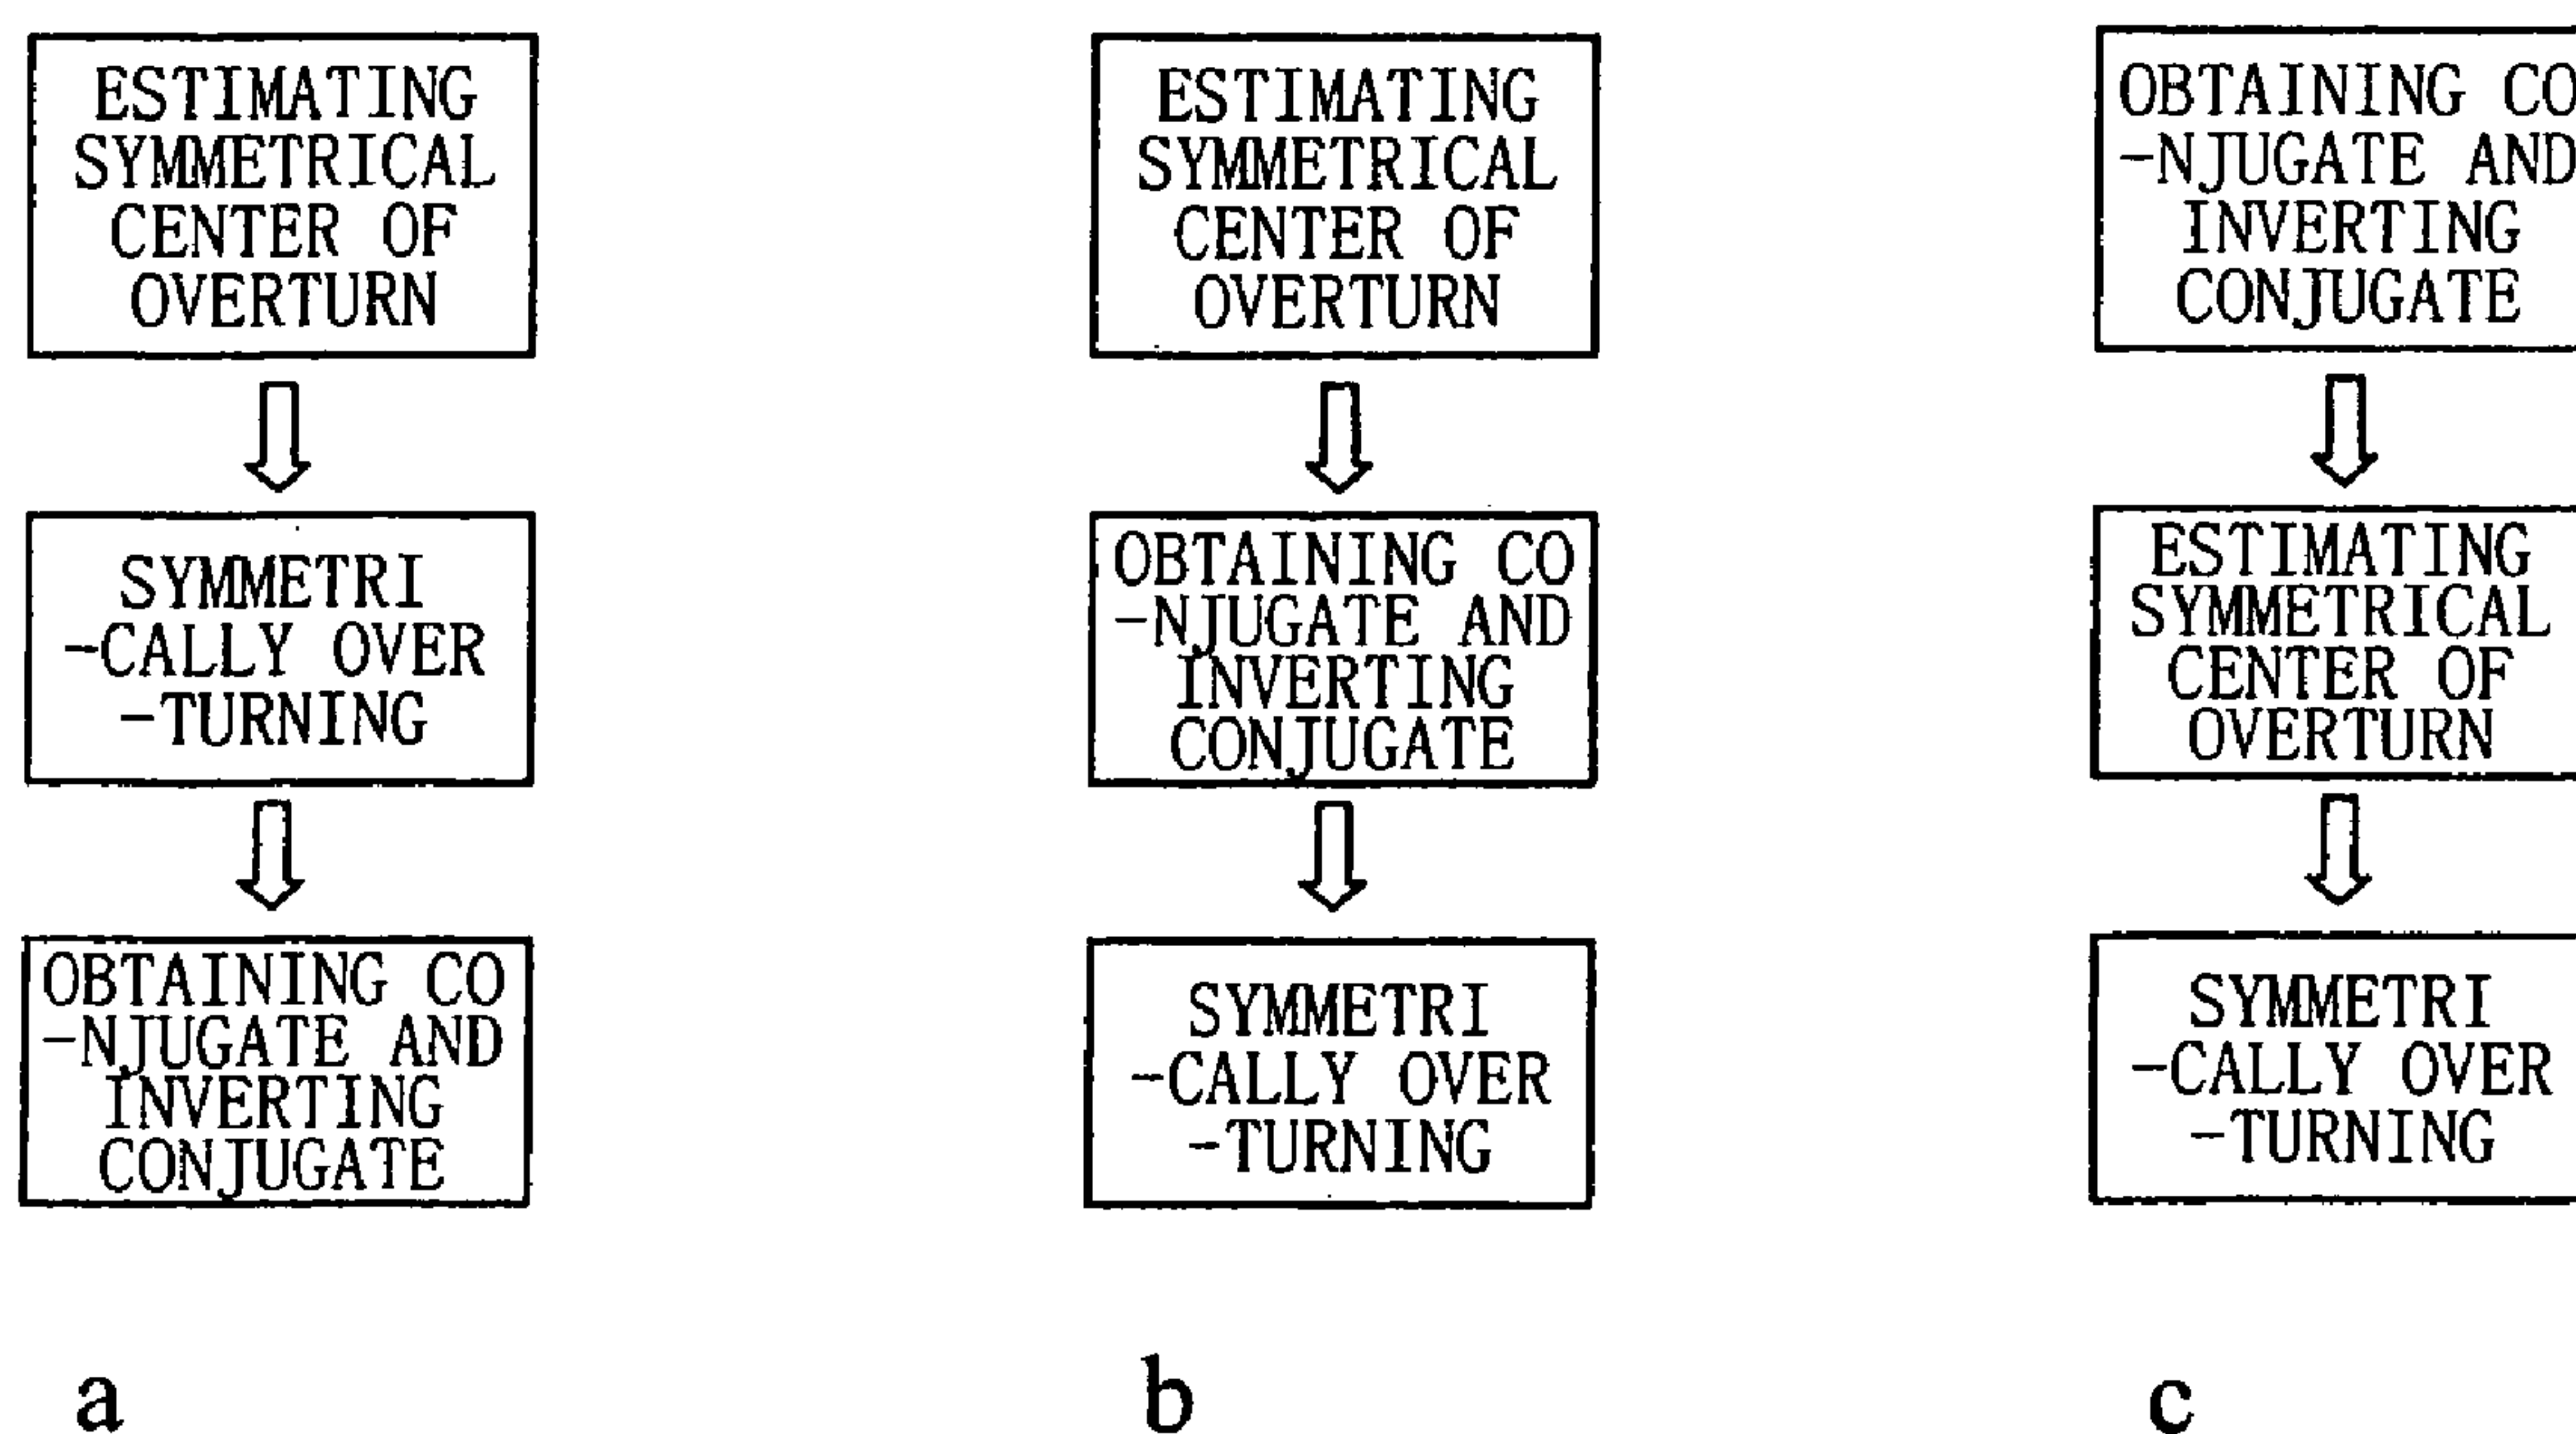 ESTIMATING
SYMMETRICAL
CENTER OF
OVERTURN
SYMMETRI
-CALLY OVER
-TURNING
OBTAINING CO
-NJUGATE AND
INVERTING
CONJUGATE
a
ESTIMATING
SYMMETRICAL
CENTER OF
OVERTURN
OBTAINING CO
-NJUGATE AND
INVERTING
CONJUGATE
SYMMETRI
-CALLY OVER
-TURNING
b
OBTAINING CO
-NJUGATE AND
INVERTING
CONJUGATE
ESTIMATING
SYMMETRICAL
CENTER OF
OVERTURN
SYMMETRI
-CALLY OVER
-TURNING
c